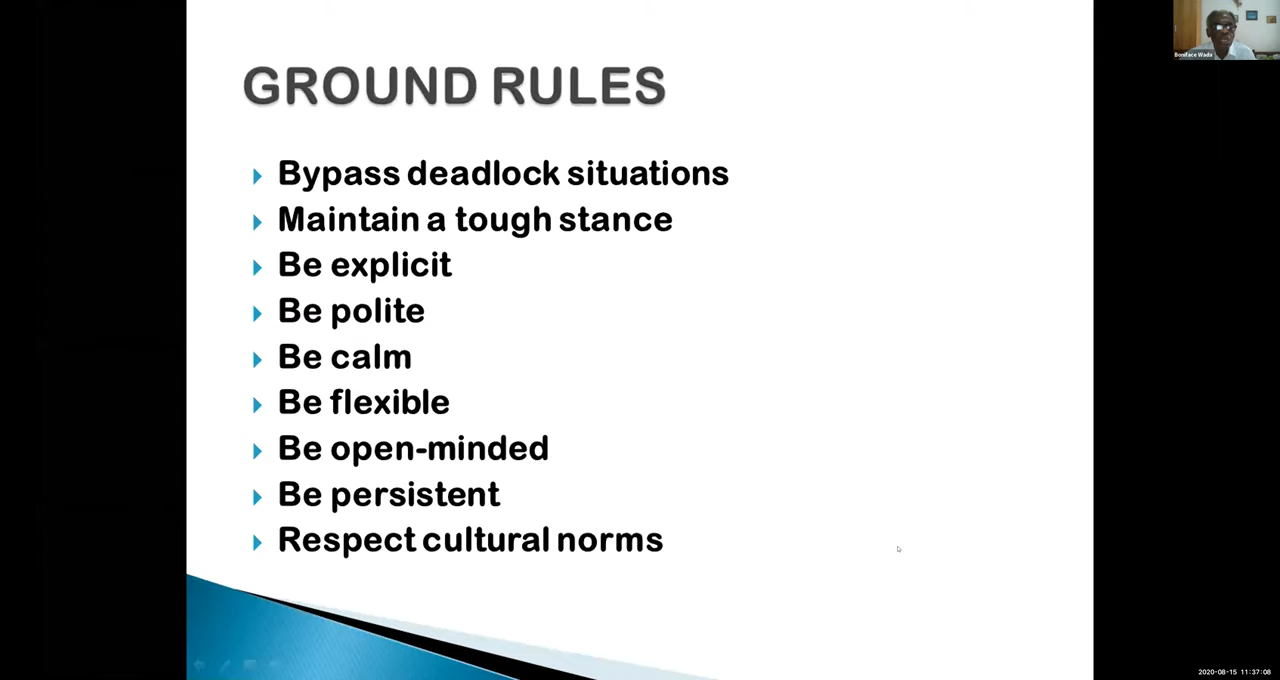 GROUND RULES
Bypass deadlock situations
Maintain a tough stance
Be explicit
Be polite
Be calm
Be flexible
Be open-minded
Be persistent
Respect cultural norms
Boniface Wada
2020-08-15 11:37:08